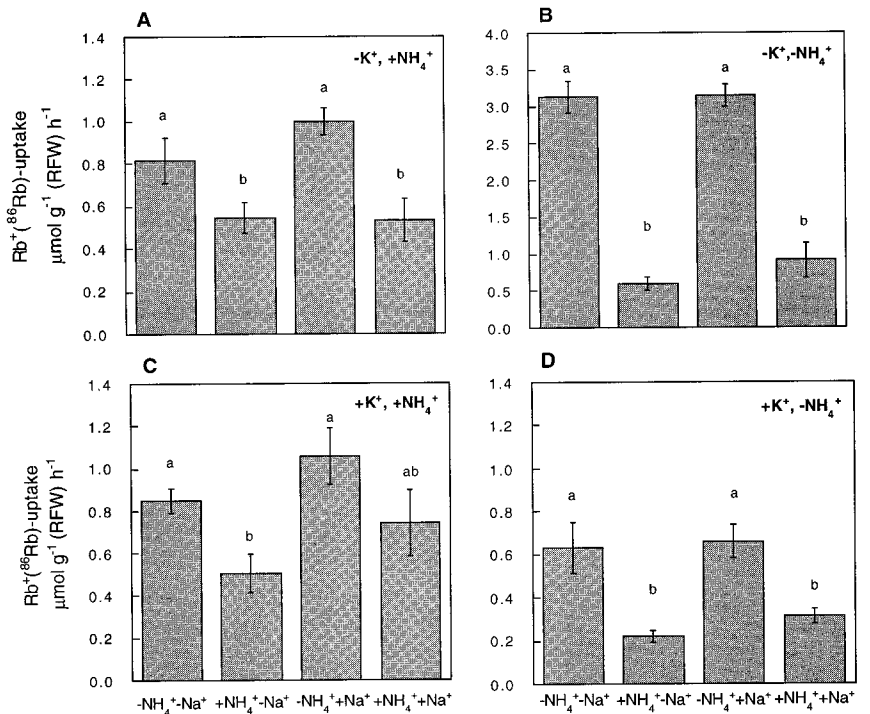 A
-K⁺, +NH₄⁺
1.4
1.2
1.0
0.8
0.6
0.4
0.2
0.0
a
b
a
b
Rb⁺(⁸⁶Rb)-uptake
µmol g⁻¹ (RFW) h⁻¹
B
-K⁺,-NH₄⁺
4.0
3.5
3.0
2.5
2.0
1.5
1.0
0.5
0.0
a
b
a
b
C
+K⁺, +NH₄⁺
1.4
1.2
1.0
0.8
0.6
0.4
0.2
0.0
a
b
a
ab
Rb⁺(⁸⁶Rb)-uptake
µmol g⁻¹ (RFW) h⁻¹
-NH₄⁺-Na⁺ +NH₄⁺-Na⁺ -NH₄⁺+Na⁺ +NH₄⁺+Na⁺
D
+K⁺, -NH₄⁺
1.4
1.2
1.0
0.8
0.6
0.4
0.2
0.0
a
b
a
b
-NH₄⁺-Na⁺ +NH₄⁺-Na⁺ -NH₄⁺+Na⁺ +NH₄⁺+Na⁺